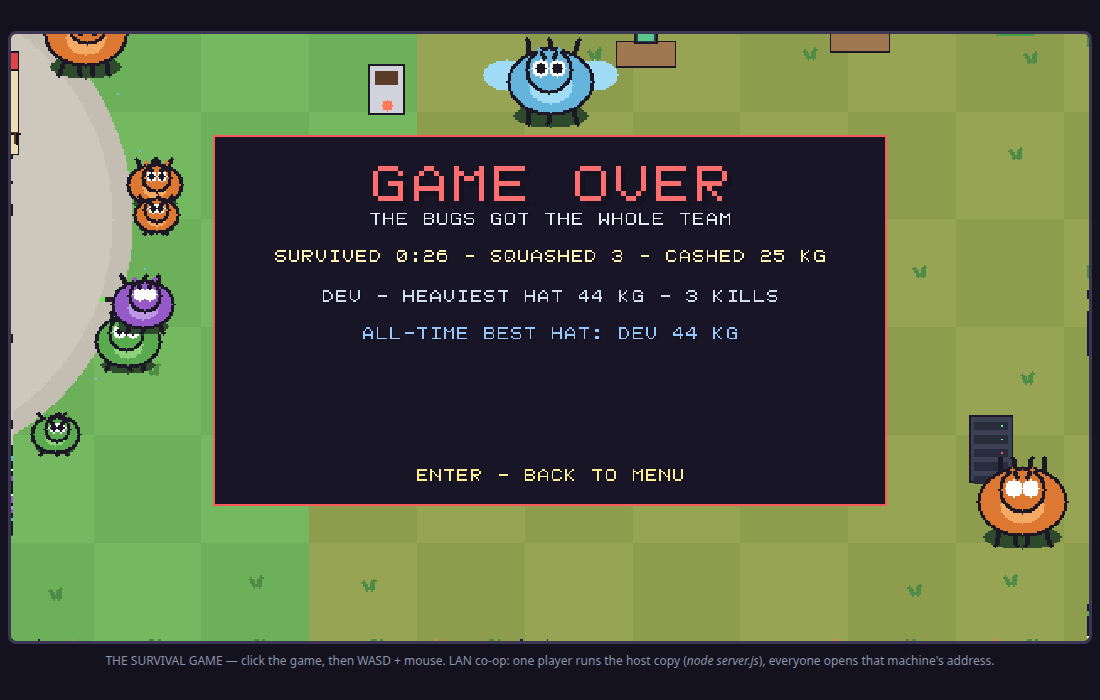 GAME OVER
THE BUGS GOT THE WHOLE TEAM
SURVIVED 0:26 - SQUASHED 3 - CASHED 25 KG
DEV - HEAVIEST HAT 44 KG - 3 KILLS
ALL-TIME BEST HAT: DEV 44 KG
ENTER - BACK TO MENU
THE SURVIVAL GAME — click the game, then WASD + mouse. LAN co-op: one player runs the host copy (node server.js), everyone opens that machine's address.